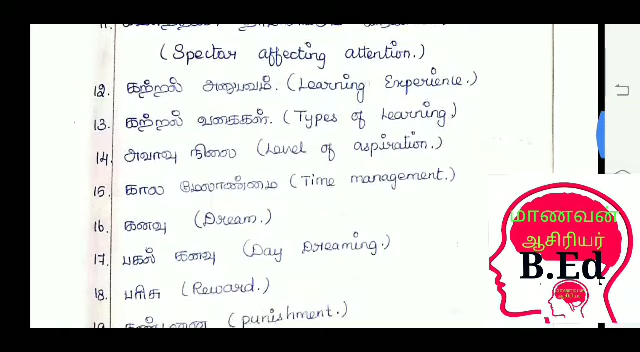 (Spectar affecting attention.)
12. கற்றல் அனுபவம். (Learning Experience.)
13. கற்றல் வகைகள். (Types of Learning)
14. அவாவு நிலை (Level of aspiration.)
15. கால மேலாண்மை (Time management.)
16. கனவு (Dream.)
17. பகல் கனவு (Day Dreaming.)
18. பரிசு (Reward.)
19. (punishment.)
மாணவன்
ஆசிரியர்
B.Ed